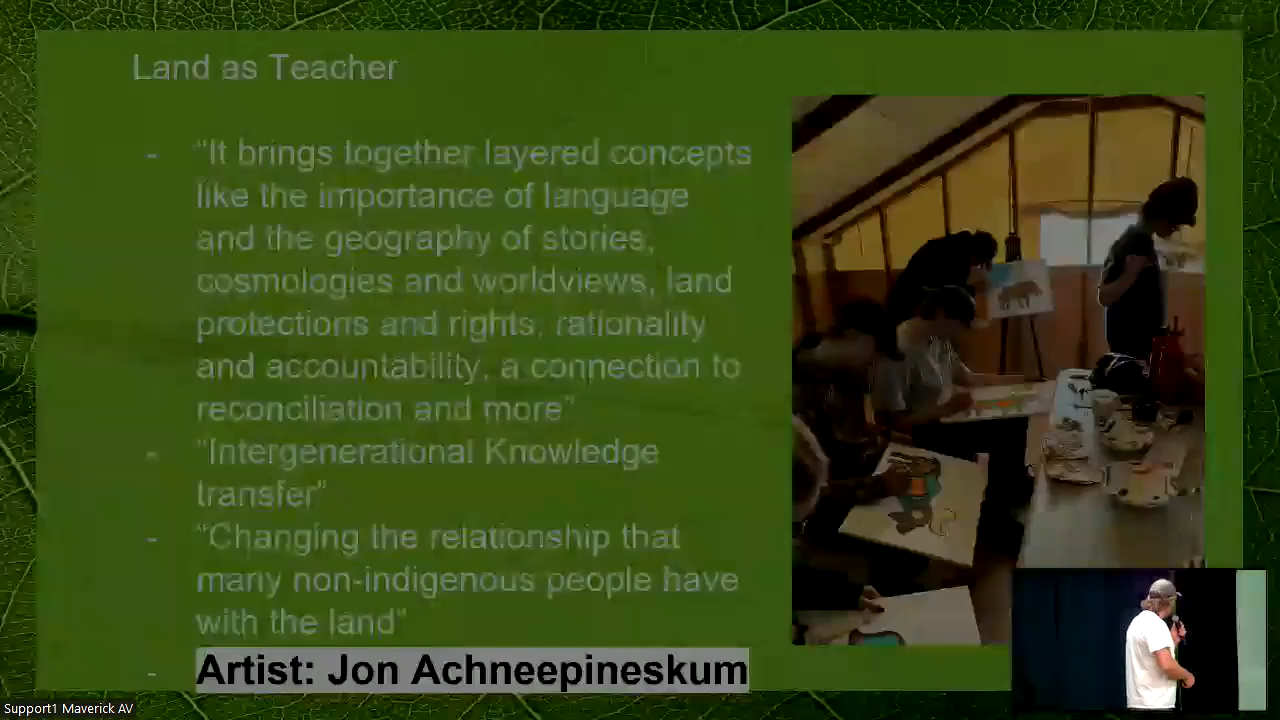 Land as Teacher
- “It brings together layered concepts
like the importance of language
and the geography of stories,
cosmologies and worldviews, land
protections and rights, rationality
and accountability, a connection to
reconciliation and more”
- “Intergenerational Knowledge
transfer”
- “Changing the relationship that
many non-indigenous people have
with the land”
- Artist: Jon Achneepineskum
Support1 Maverick AV